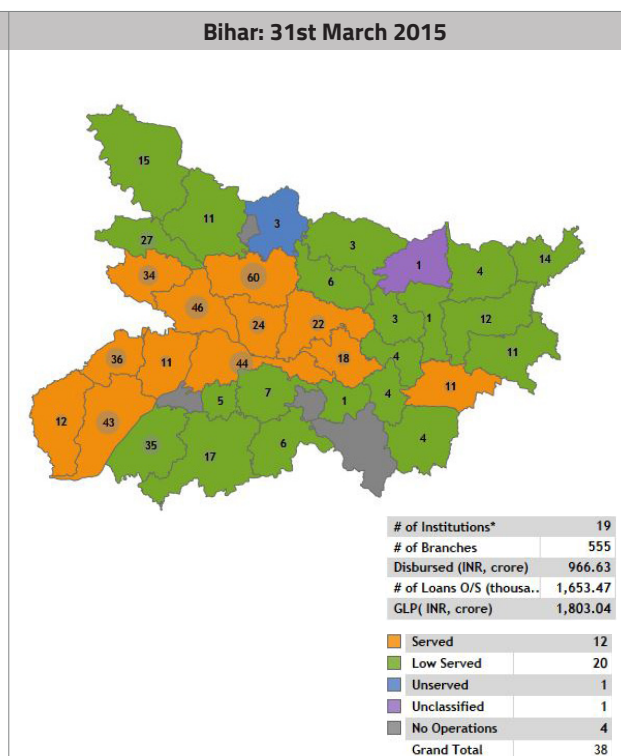 Bihar: 31st March 2015
15
11
3
27
3
1
4
14
34
60
6
46
24
22
3
1
12
36
11
44
18
4
11
12
43
5
7
1
4
11
35
17
6
4
# of Institutions* 19
# of Branches 555
Disbursed (INR, crore) 966.63
# of Loans O/S (thousa.. 1,653.47
GLP( INR, crore) 1,803.04
Served 12
Low Served 20
Unserved 1
Unclassified 1
No Operations 4
Grand Total 38